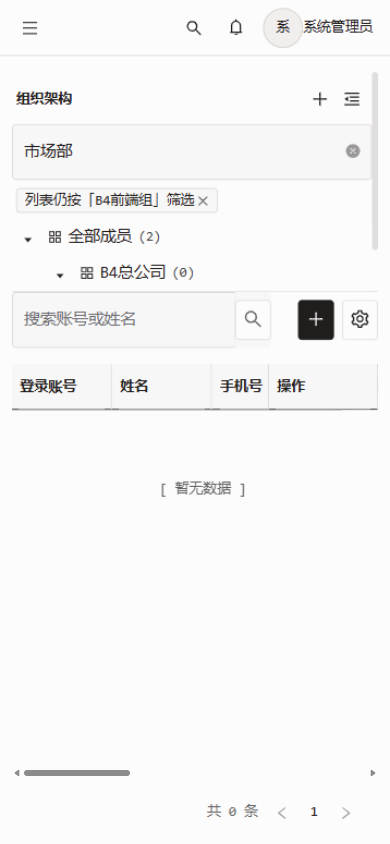 系 系统管理员
组织架构
市场部
列表仍按「B4前端组」筛选
全部成员 (2)
B4总公司 (0)
搜索账号或姓名
登录账号 姓名 手机号 操作
[ 暂无数据 ]
共 0 条 1